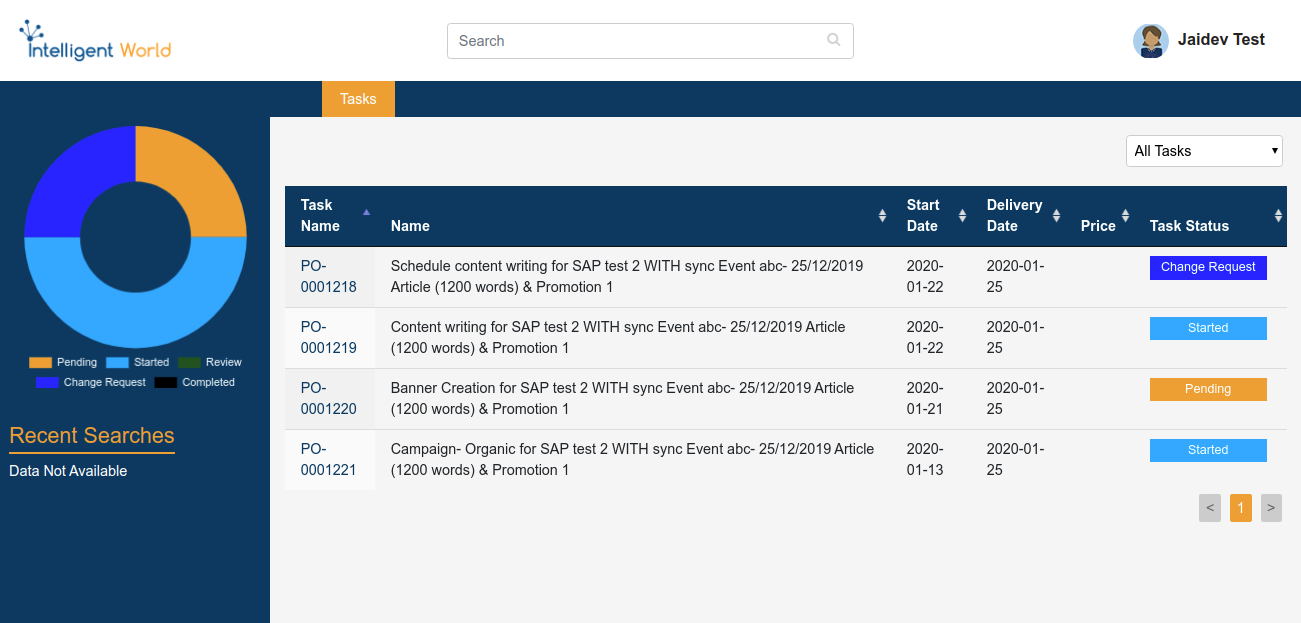 Intelligent World
Search
Jaidev Test
Tasks
All Tasks
Pending Started Review
Change Request Completed
Recent Searches
Data Not Available
Task Name Name Start Date Delivery Date Price Task Status
PO-0001218 Schedule content writing for SAP test 2 WITH sync Event abc- 25/12/2019 2020-01-22 2020-01-25 Change Request
Article (1200 words) & Promotion 1
PO-0001219 Content writing for SAP test 2 WITH sync Event abc- 25/12/2019 Article 2020-01-22 2020-01-25 Started
(1200 words) & Promotion 1
PO-0001220 Banner Creation for SAP test 2 WITH sync Event abc- 25/12/2019 Article 2020-01-21 2020-01-25 Pending
(1200 words) & Promotion 1
PO-0001221 Campaign- Organic for SAP test 2 WITH sync Event abc- 25/12/2019 Article 2020-01-13 2020-01-25 Started
(1200 words) & Promotion 1
< 1 >